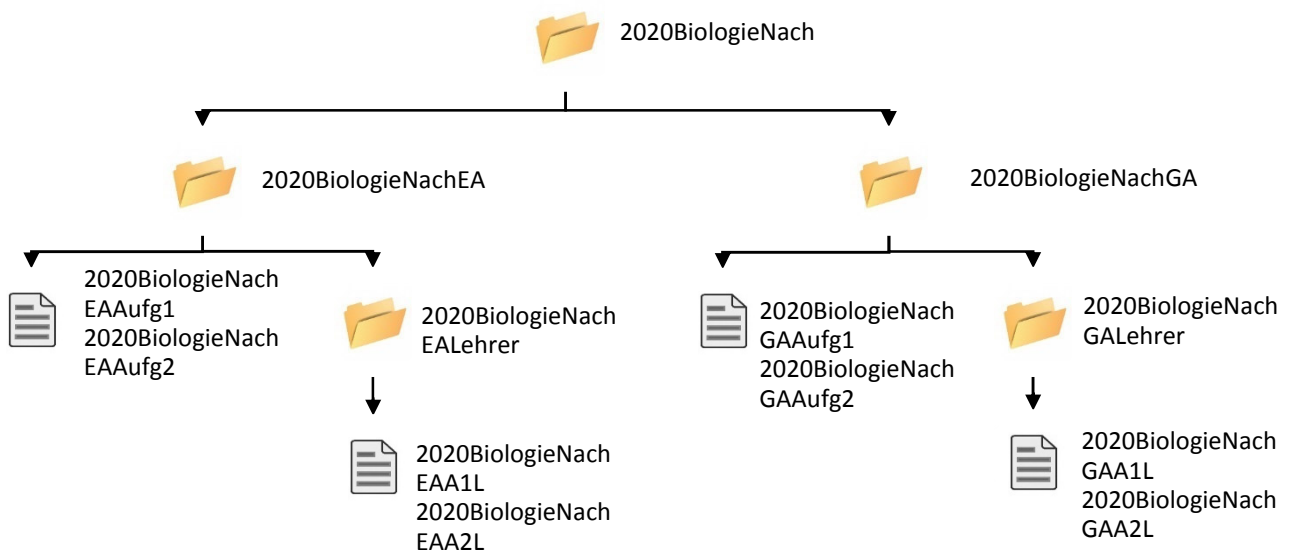 2020BiologieNach
2020BiologieNachEA
2020BiologieNachGA
2020BiologieNach
EAAufg1
2020BiologieNach
EAAufg2
2020BiologieNach
EALehrer
2020BiologieNach
GAAufg1
2020BiologieNach
GAAufg2
2020BiologieNach
GALehrer
2020BiologieNach
EAA1L
2020BiologieNach
EAA2L
2020BiologieNach
GAA1L
2020BiologieNach
GAA2L